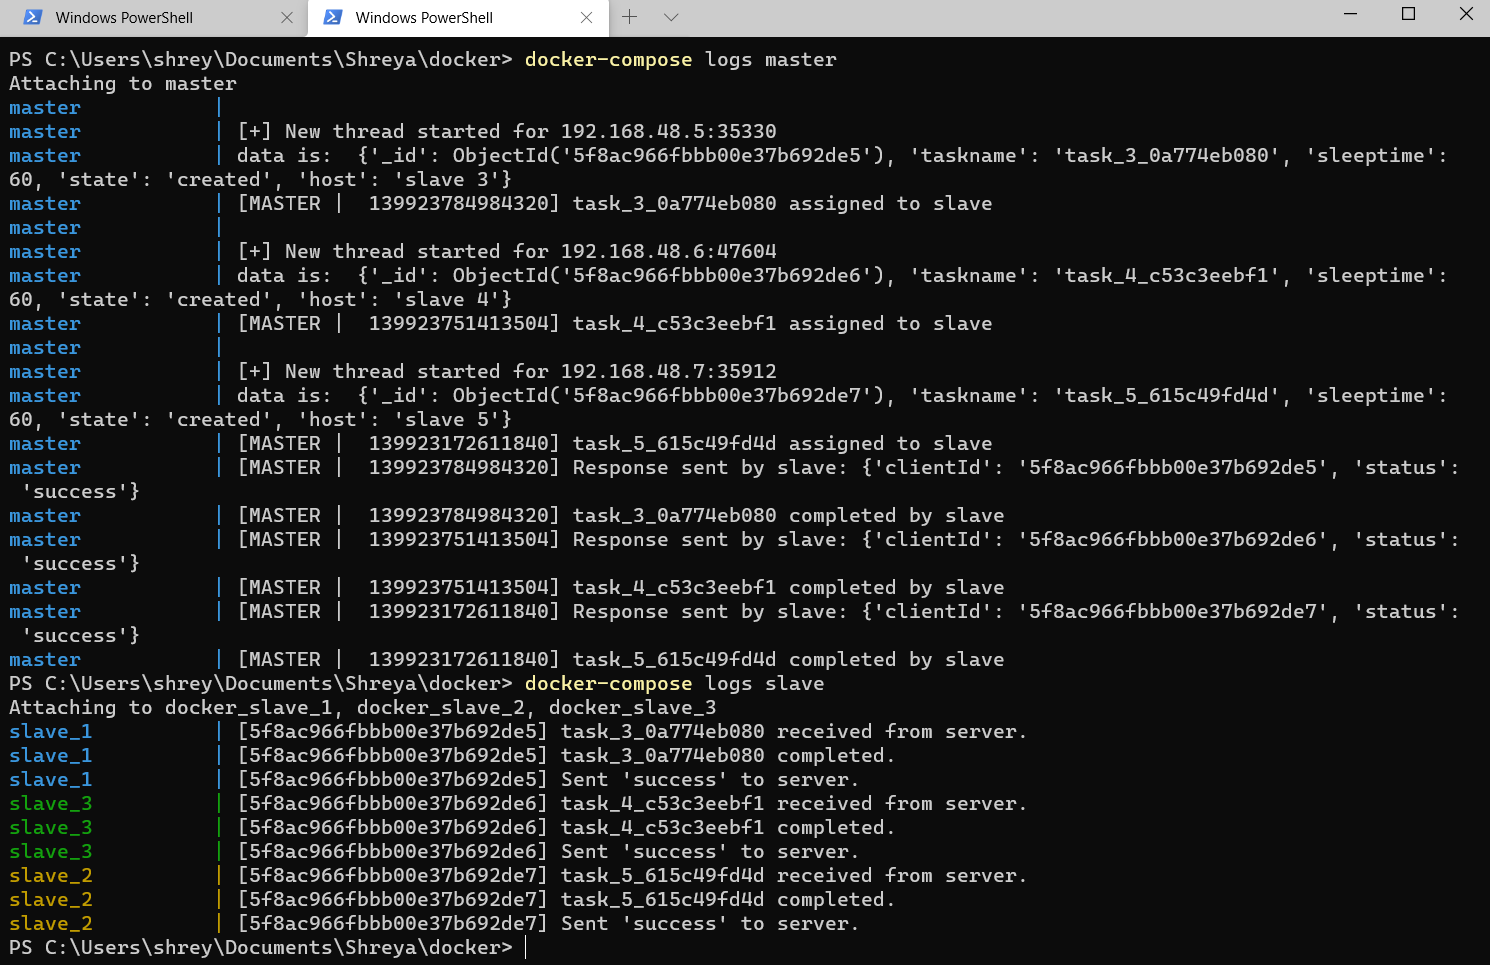 Windows PowerShell
Windows PowerShell
PS C:\Users\shrey\Documents\Shreya\docker> docker-compose logs master
Attaching to master
master |
master | [+] New thread started for 192.168.48.5:35330
master | data is:  {'_id': ObjectId('5f8ac966fbbb00e37b692de5'), 'taskname': 'task_3_0a774eb080', 'sleeptime':
60, 'state': 'created', 'host': 'slave 3'}
master | [MASTER |  139923784984320] task_3_0a774eb080 assigned to slave
master |
master | [+] New thread started for 192.168.48.6:47604
master | data is:  {'_id': ObjectId('5f8ac966fbbb00e37b692de6'), 'taskname': 'task_4_c53c3eebf1', 'sleeptime':
60, 'state': 'created', 'host': 'slave 4'}
master | [MASTER |  139923751413504] task_4_c53c3eebf1 assigned to slave
master |
master | [+] New thread started for 192.168.48.7:35912
master | data is:  {'_id': ObjectId('5f8ac966fbbb00e37b692de7'), 'taskname': 'task_5_615c49fd4d', 'sleeptime':
60, 'state': 'created', 'host': 'slave 5'}
master | [MASTER |  139923172611840] task_5_615c49fd4d assigned to slave
master | [MASTER |  139923784984320] Response sent by slave: {'clientId': '5f8ac966fbbb00e37b692de5', 'status':
'success'}
master | [MASTER |  139923784984320] task_3_0a774eb080 completed by slave
master | [MASTER |  139923751413504] Response sent by slave: {'clientId': '5f8ac966fbbb00e37b692de6', 'status':
'success'}
master | [MASTER |  139923751413504] task_4_c53c3eebf1 completed by slave
master | [MASTER |  139923172611840] Response sent by slave: {'clientId': '5f8ac966fbbb00e37b692de7', 'status':
'success'}
master | [MASTER |  139923172611840] task_5_615c49fd4d completed by slave
PS C:\Users\shrey\Documents\Shreya\docker> docker-compose logs slave
Attaching to docker_slave_1, docker_slave_2, docker_slave_3
slave_1 | [5f8ac966fbbb00e37b692de5] task_3_0a774eb080 received from server.
slave_1 | [5f8ac966fbbb00e37b692de5] task_3_0a774eb080 completed.
slave_1 | [5f8ac966fbbb00e37b692de5] Sent 'success' to server.
slave_3 | [5f8ac966fbbb00e37b692de6] task_4_c53c3eebf1 received from server.
slave_3 | [5f8ac966fbbb00e37b692de6] task_4_c53c3eebf1 completed.
slave_3 | [5f8ac966fbbb00e37b692de6] Sent 'success' to server.
slave_2 | [5f8ac966fbbb00e37b692de7] task_5_615c49fd4d received from server.
slave_2 | [5f8ac966fbbb00e37b692de7] task_5_615c49fd4d completed.
slave_2 | [5f8ac966fbbb00e37b692de7] Sent 'success' to server.
PS C:\Users\shrey\Documents\Shreya\docker>